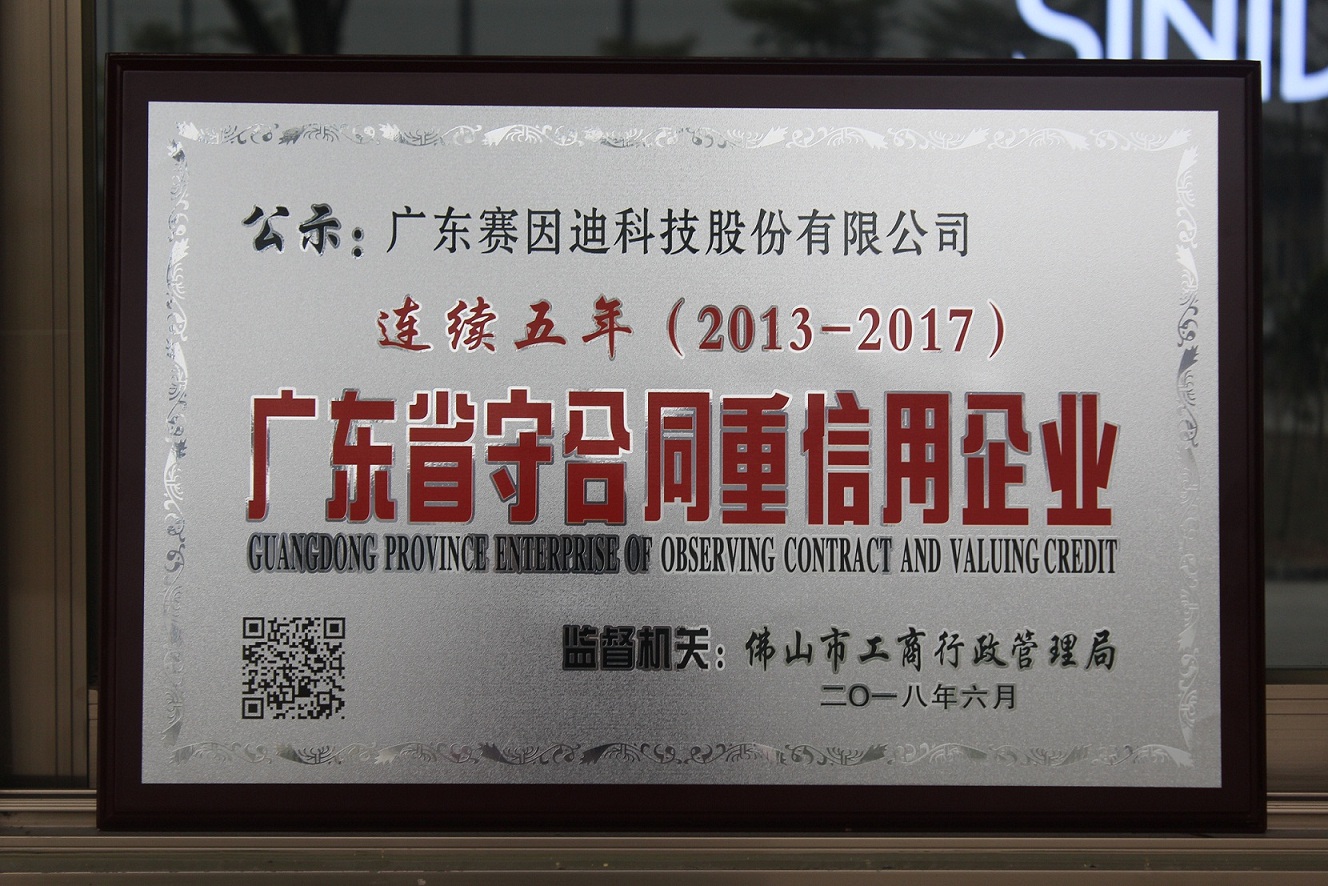 SINID
公示：广东赛因迪科技股份有限公司
连续五年（2013-2017）
广东省守合同重信用企业
GUANGDONG PROVINCE ENTERPRISE OF OBSERVING CONTRACT AND VALUING CREDIT
监督机关：佛山市工商行政管理局
二〇一八年六月